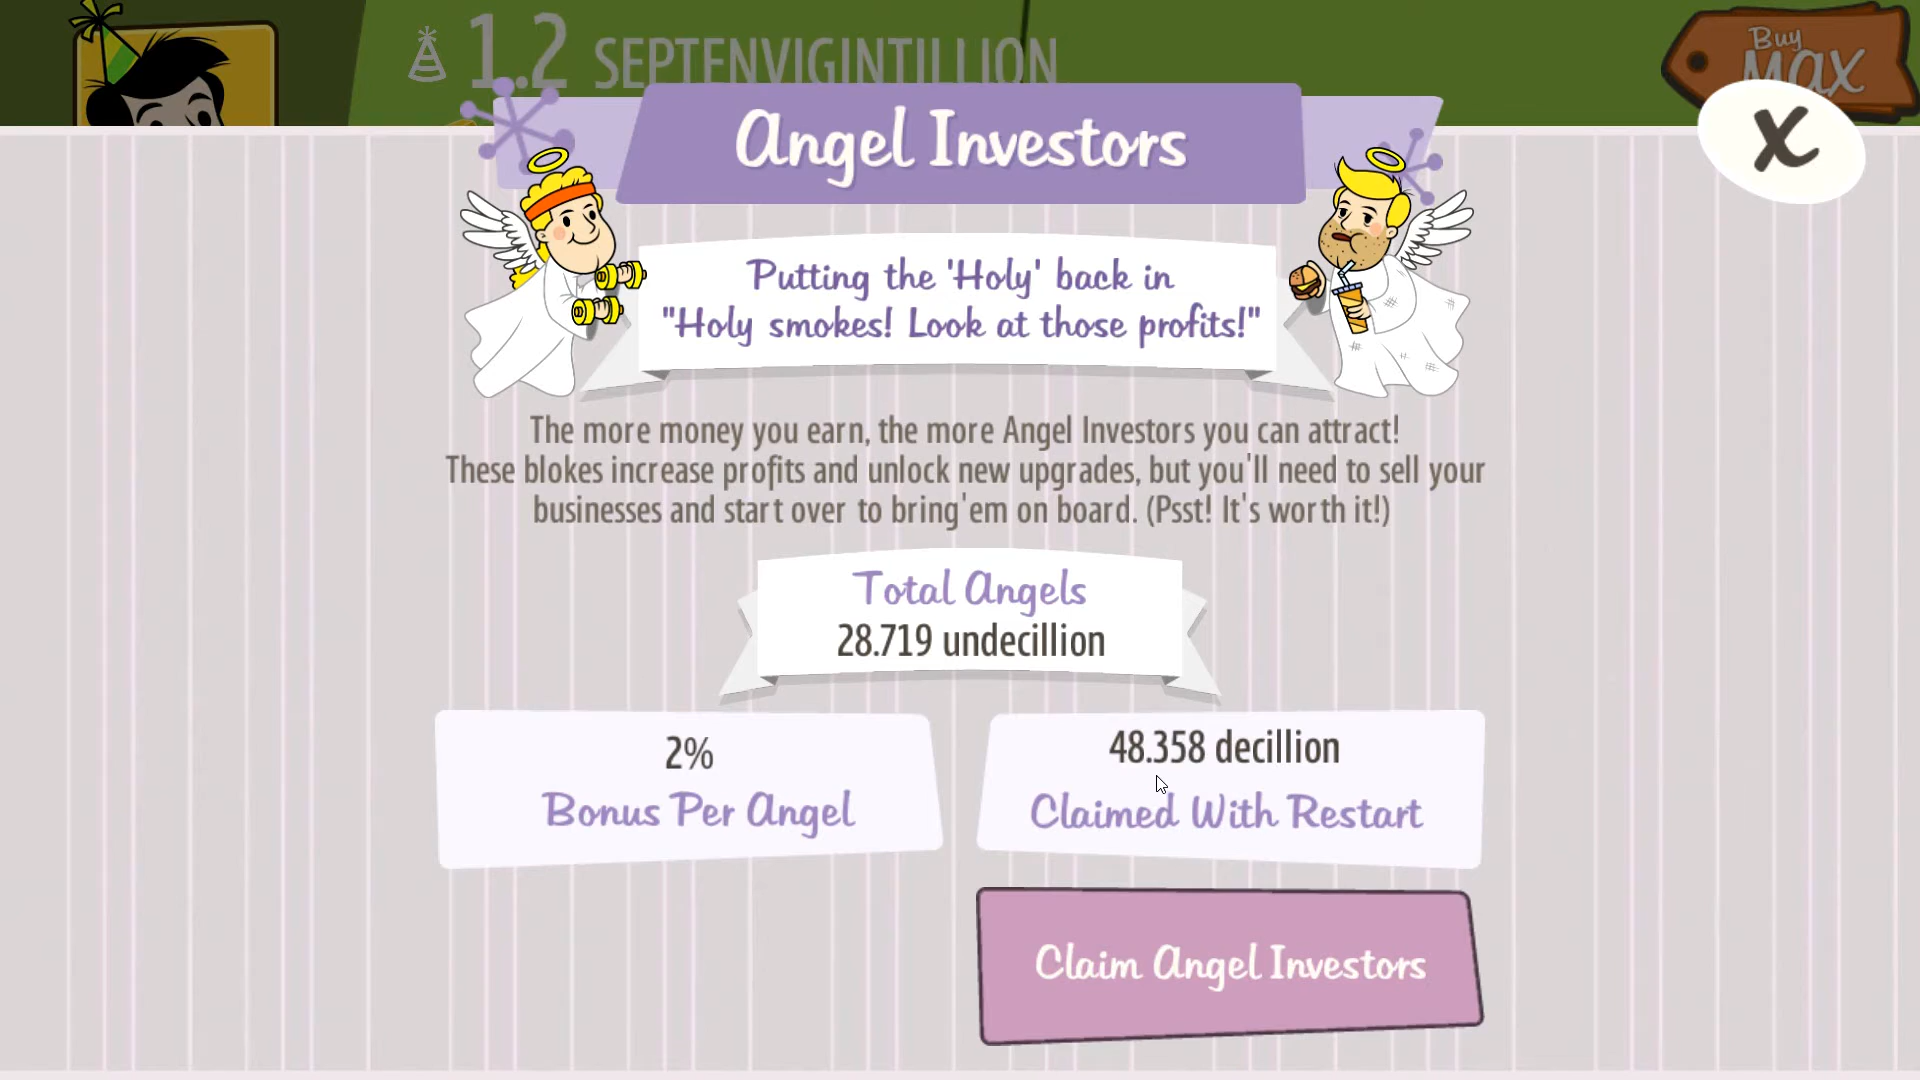 1.2 SEPTENVIGINTILLION
Buy
Max
Angel Investors
X
Putting the 'Holy' back in
"Holy smokes! Look at those profits!"
The more money you earn, the more Angel Investors you can attract!
These blokes increase profits and unlock new upgrades, but you'll need to sell your
businesses and start over to bring'em on board. (Psst! It's worth it!)
Total Angels
28.719 undecillion
2%
Bonus Per Angel
48.358 decillion
Claimed With Restart
Claim Angel Investors